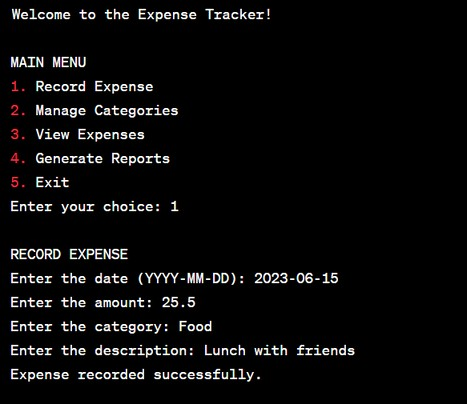 Welcome to the Expense Tracker!
MAIN MENU
1. Record Expense
2. Manage Categories
3. View Expenses
4. Generate Reports
5. Exit
Enter your choice: 1
RECORD EXPENSE
Enter the date (YYYY-MM-DD): 2023-06-15
Enter the amount: 25.5
Enter the category: Food
Enter the description: Lunch with friends
Expense recorded successfully.